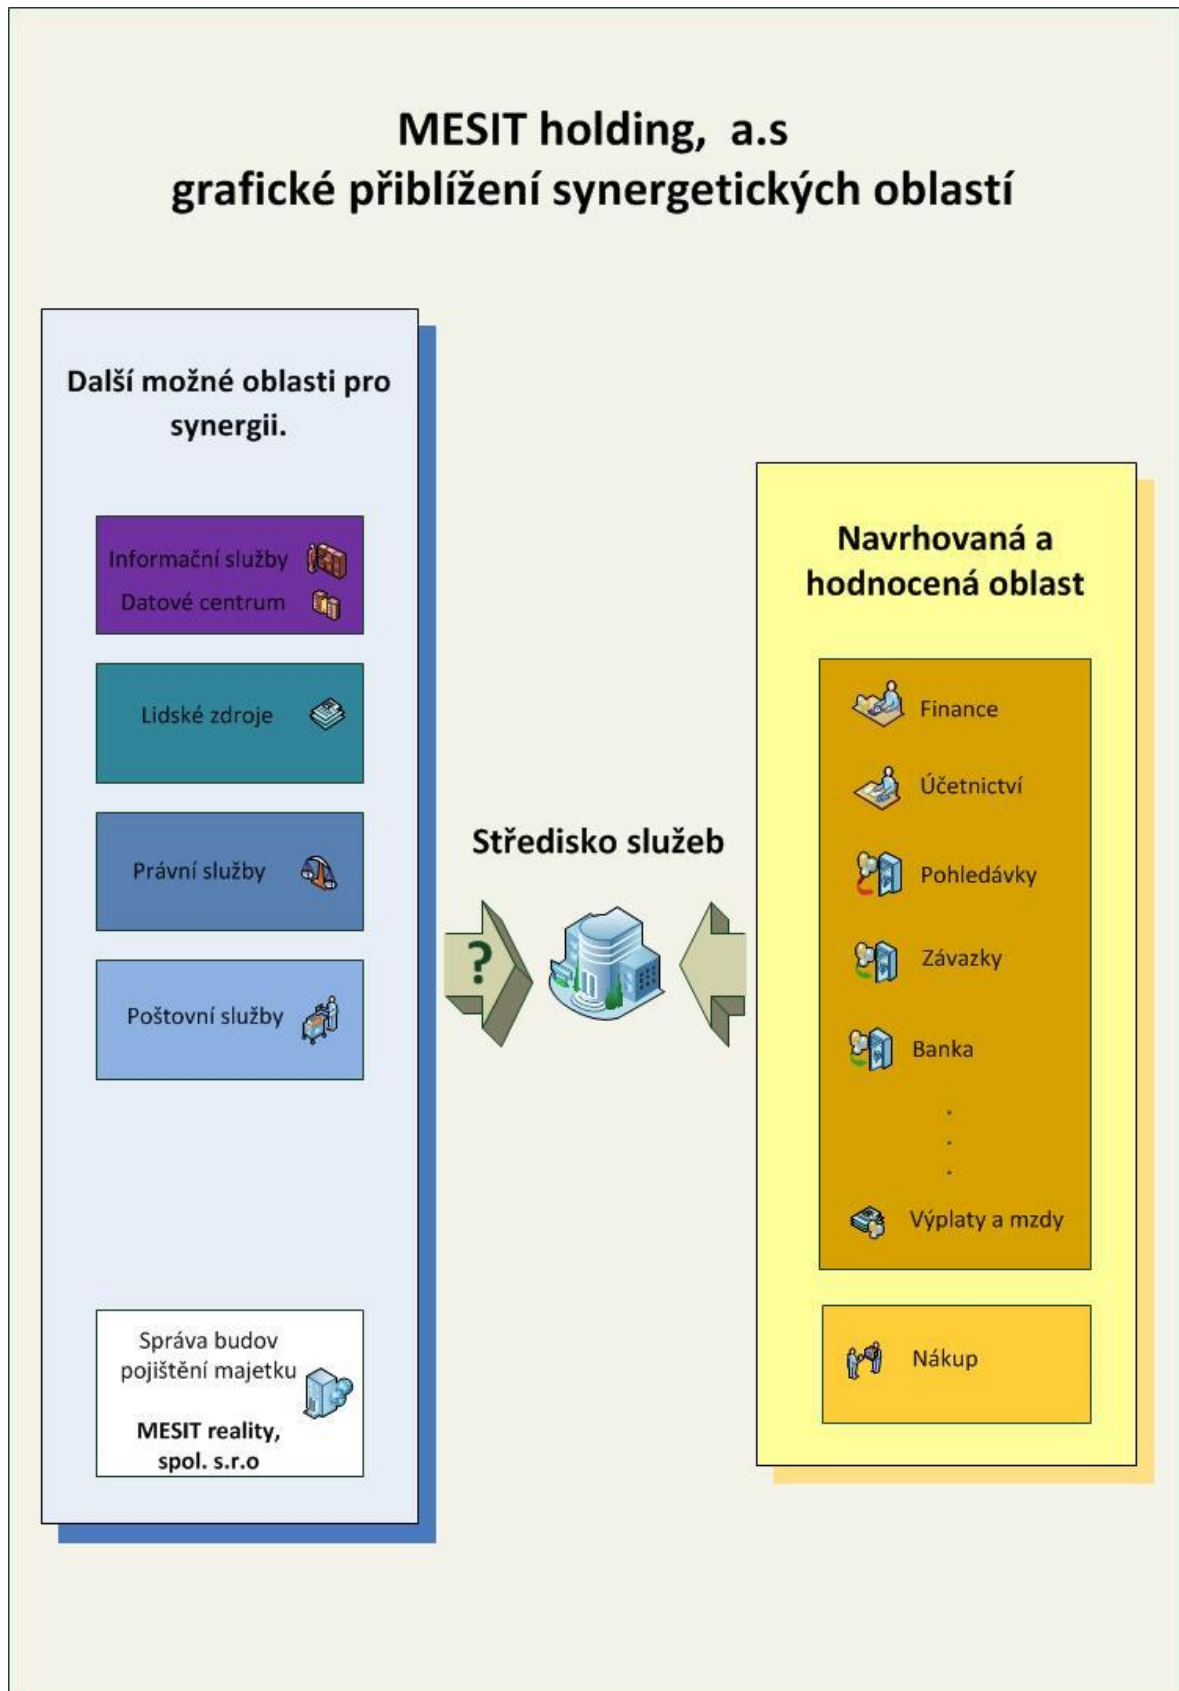 MESIT holding, a.s
grafické přiblížení synergetických oblastí
Další možné oblasti pro
synergii.
Informační služby
Datové centrum
Lidské zdroje
Právní služby
Poštovní služby
Správa budov
pojištění majetku
MESIT reality,
spol. s.r.o
Středisko služeb
?
Navrhovaná a
hodnocená oblast
Finance
Účetnictví
Pohledávky
Závazky
Banka
.
.
.
Výplaty a mzdy
Nákup